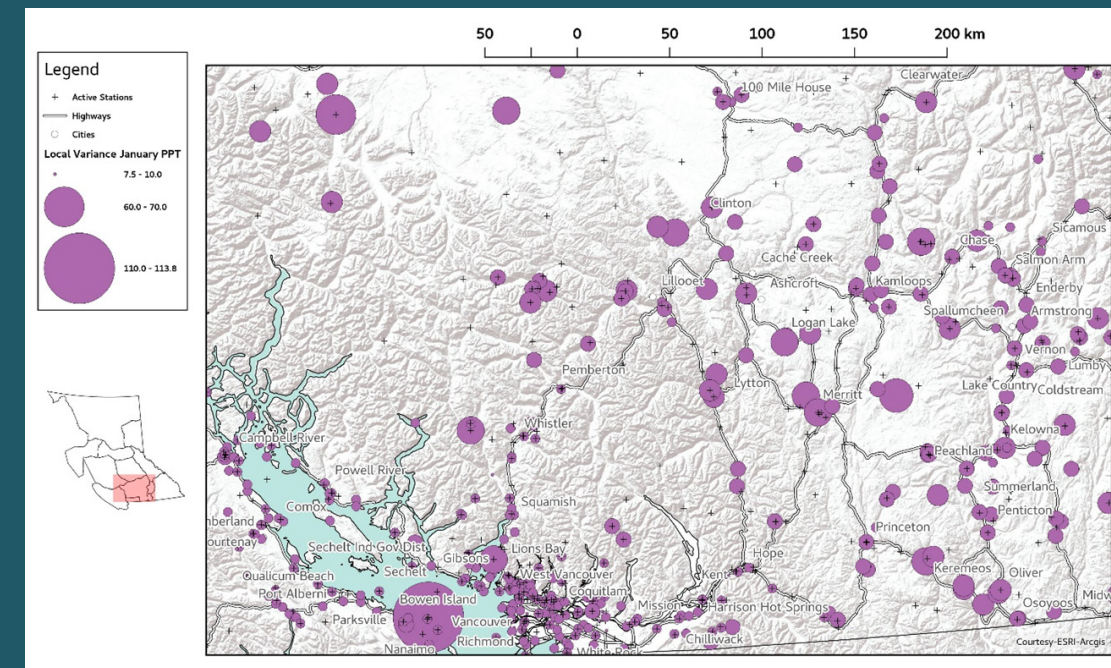 50 0 50 100 150 200 km
Legend
Active Stations
Highways
Cities
Local Variance January PPT
7.5 - 10.0
60.0 - 70.0
110.0 - 113.8
Clearwater
100 Mile House
Clinton
Sicamous
Chase
Cache Creek
Salmon Arm
Lillooet
Ashcroft
Kamloops
Enderby
Spallumcheen
Armstrong
Logan Lake
Vernon
Lumby
Pemberton
Lytton
Lake Country
Coldstream
Merritt
Whistler
Kelowna
Campbell River
Peachland
Powell River
Summerland
Squamish
Comox
Penticton
mberland
Princeton
ourtenay
Sechelt Ind Gov Dist
Lions Bay
Hope
Gibsons
Keremeos
Sechelt
West Vancouver
Kent
Oliver
Qualicum Beach
Coquitlam
Port Alberni
Bowen Island
Mission
Harrison Hot Springs
Osoyoos
Midw
Parksville
Vancouver
Richmond
Chilliwack
Nanaimo
White Rock
Courtesy-ESRI-Arcgis